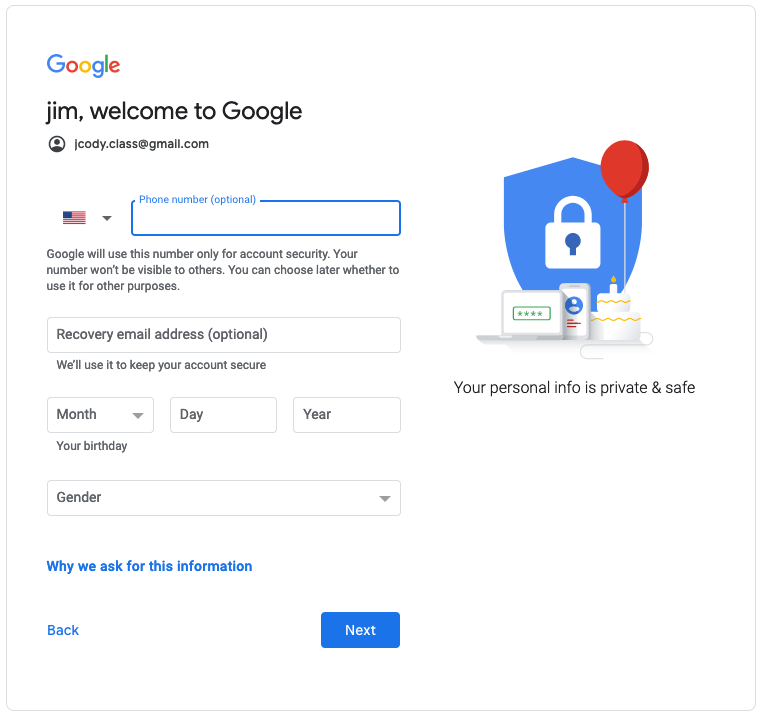 Google
jim, welcome to Google
jcody.class@gmail.com
Phone number (optional)
Google will use this number only for account security. Your
number won't be visible to others. You can choose later whether to
use it for other purposes.
Recovery email address (optional)
We'll use it to keep your account secure
Month
Day
Year
Your birthday
Gender
Why we ask for this information
Back
Next
****
Your personal info is private & safe